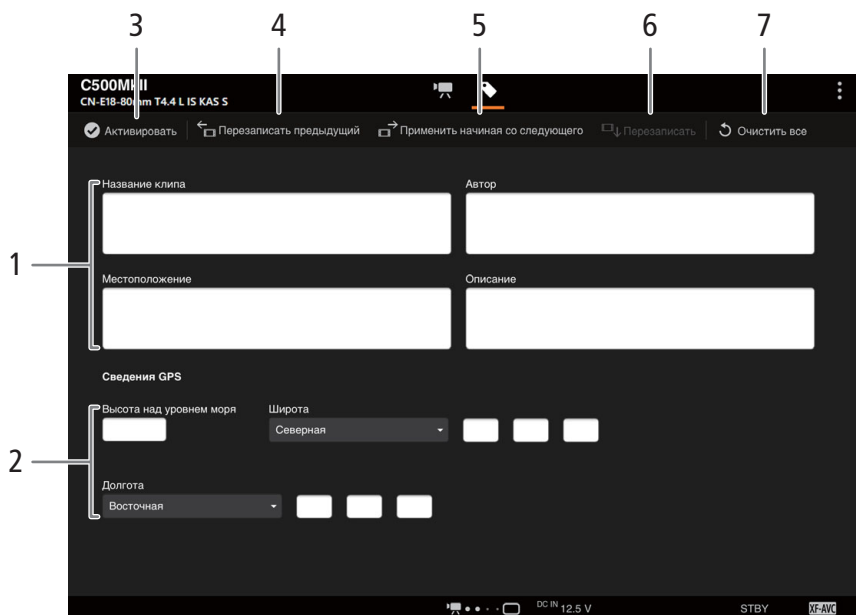 3 4 5 6 7
C500MkII
CN-E18-80mm T4.4 L IS KAS S
Активировать Перезаписать предыдущий Применить начиная со следующего Перезаписать Очистить все
1
Название клипа Автор
Местоположение Описание
Сведения GPS
2
Высота над уровнем моря Широта
Северная
Долгота
Восточная
DC IN 12.5 V STBY XF-AVC